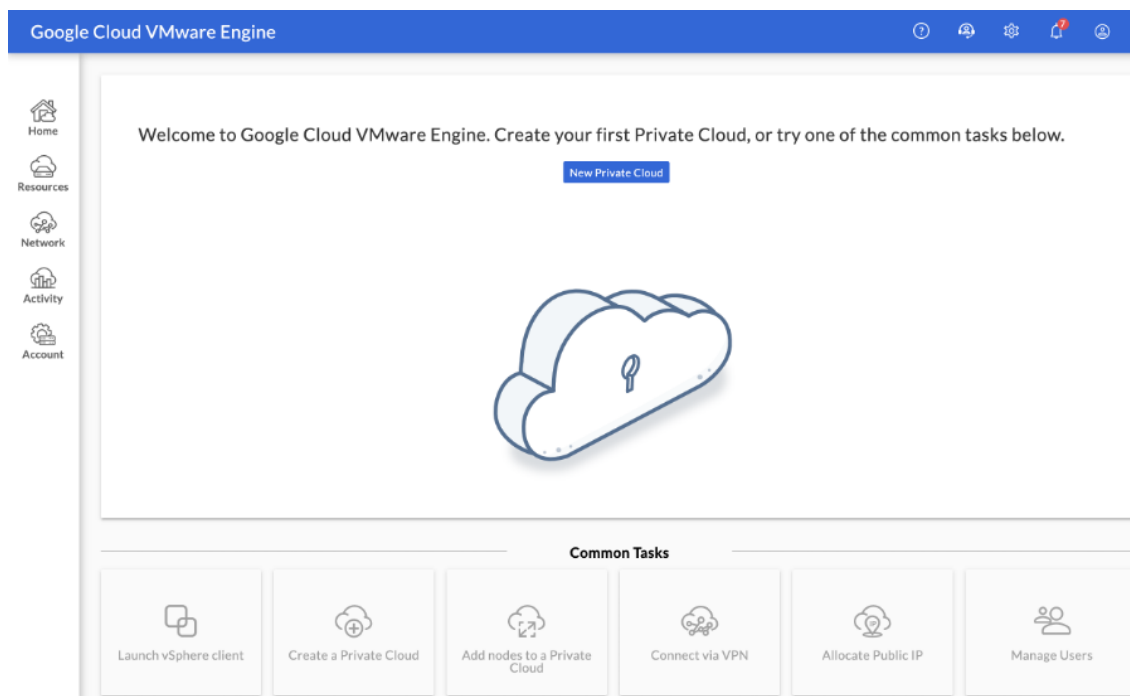 Google Cloud VMware Engine
7
Home
Resources
Network
Activity
Account
Welcome to Google Cloud VMware Engine. Create your first Private Cloud, or try one of the common tasks below.
New Private Cloud
Common Tasks
Launch vSphere client
Create a Private Cloud
Add nodes to a Private
Cloud
Connect via VPN
IP
Allocate Public IP
Manage Users